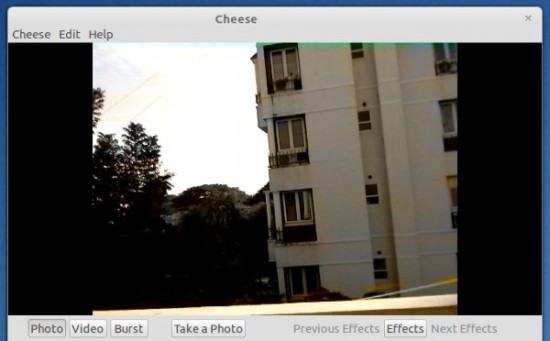 Cheese
Cheese Edit Help
Photo Video Burst Take a Photo Previous Effects Effects Next Effects